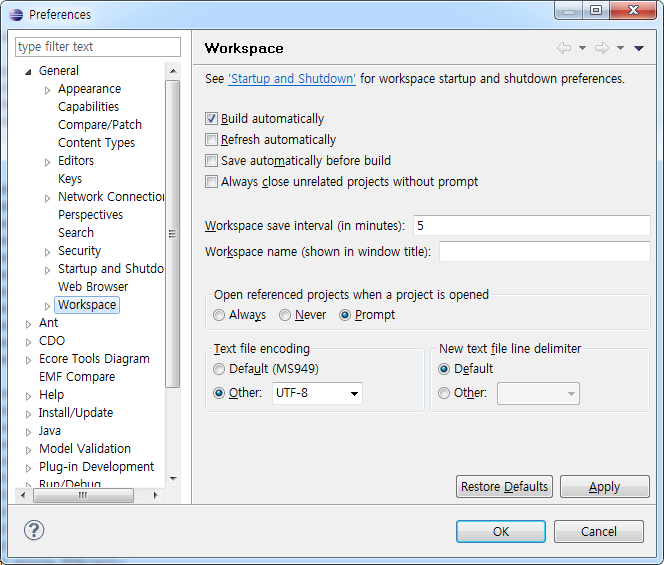 Preferences
type filter text
General
Appearance
Capabilities
Compare/Patch
Content Types
Editors
Keys
Network Connection
Perspectives
Search
Security
Startup and Shutdo
Web Browser
Workspace
Ant
CDO
Ecore Tools Diagram
EMF Compare
Help
Install/Update
Java
Model Validation
Plug-in Development
Run/Debug
Workspace
See 'Startup and Shutdown' for workspace startup and shutdown preferences.
Build automatically
Refresh automatically
Save automatically before build
Always close unrelated projects without prompt
Workspace save interval (in minutes): 5
Workspace name (shown in window title):
Open referenced projects when a project is opened
Always Never Prompt
Text file encoding
Default (MS949)
Other: UTF-8
New text file line delimiter
Default
Other:
Restore Defaults Apply
? OK Cancel